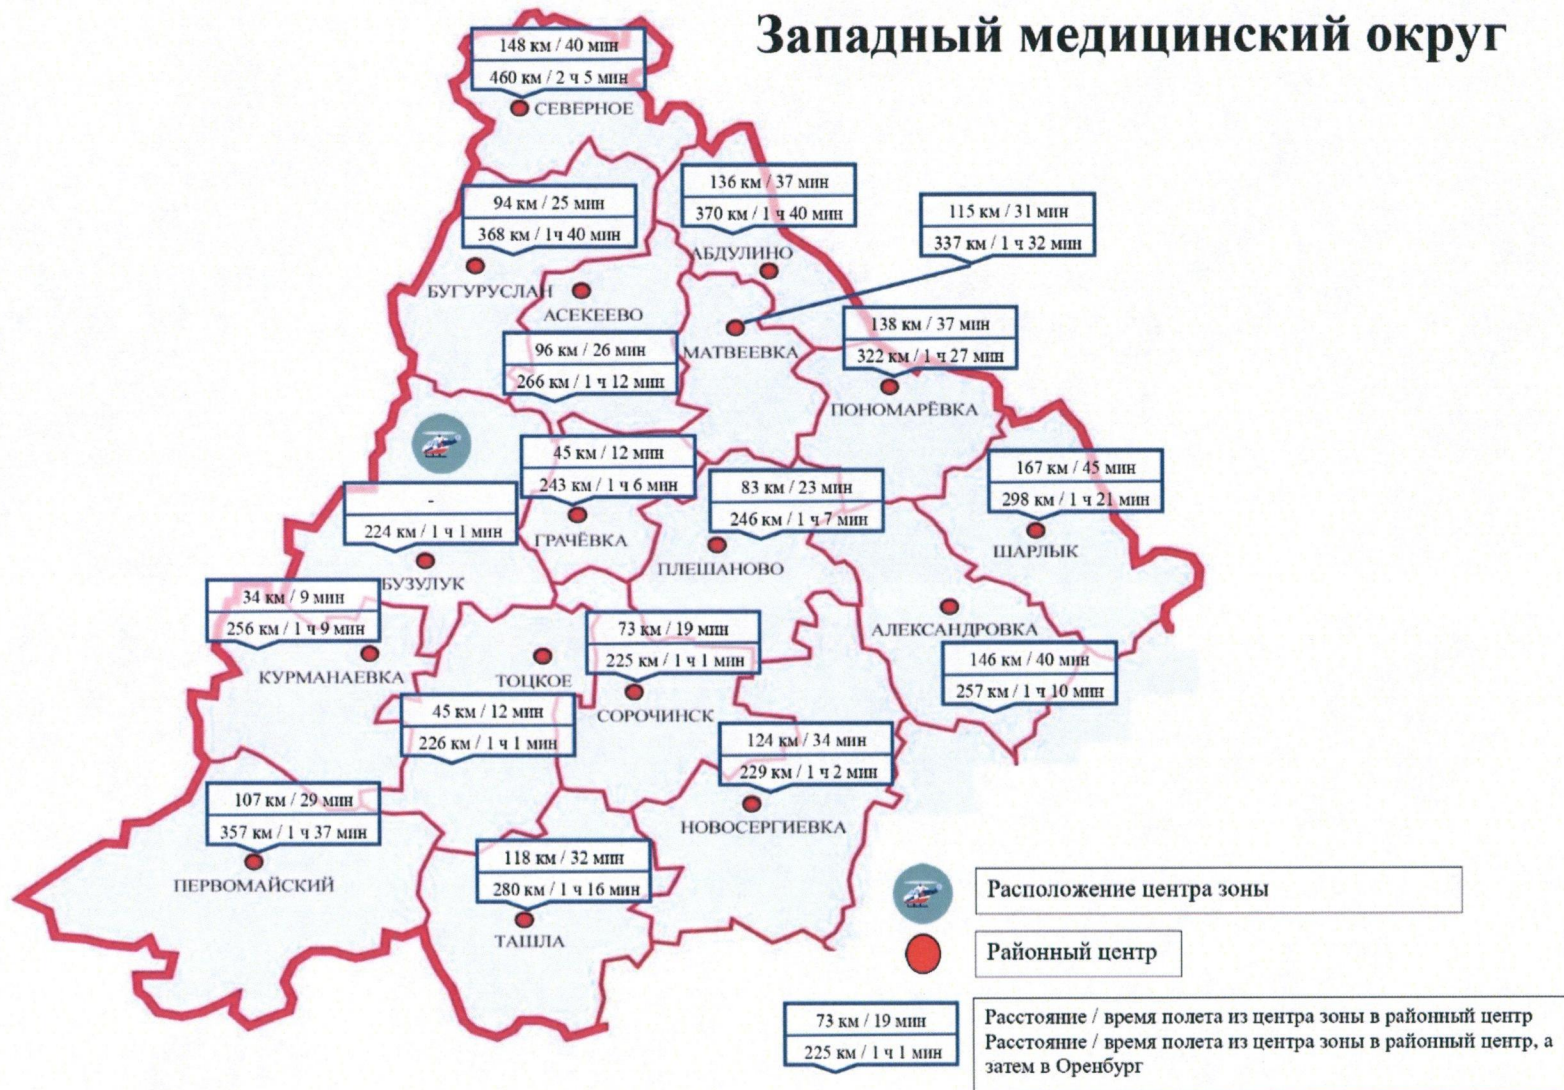 Западный медицинский округ
148 км / 40 мин
460 км / 2 ч 5 мин
СЕВЕРНОЕ
136 км / 37 мин
370 км / 1 ч 40 мин
АБДУЛИНО
94 км / 25 мин
368 км / 1ч 40 мин
БУГУРУСЛАН
115 км / 31 мин
337 км / 1 ч 32 мин
МАТВЕЕВКА
АСЕКЕЕВО
96 км / 26 мин
266 км / 1 ч 12 мин
138 км / 37 мин
322 км / 1 ч 27 мин
ПОНОМАРЁВКА
45 км / 12 мин
243 км / 1 ч 6 мин
ГРАЧЁВКА
83 км / 23 мин
246 км / 1 ч 7 мин
ПЛЕШАНОВО
167 км / 45 мин
298 км / 1 ч 21 мин
ШАРЛЫК
-
224 км / 1 ч 1 мин
БУЗУЛУК
34 км / 9 мин
256 км / 1 ч 9 мин
КУРМАНАЕВКА
ТОЦКОЕ
45 км / 12 мин
226 км / 1 ч 1 мин
73 км / 19 мин
225 км / 1 ч 1 мин
СОРОЧИНСК
АЛЕКСАНДРОВКА
146 км / 40 мин
257 км / 1 ч 10 мин
124 км / 34 мин
229 км / 1 ч 2 мин
НОВОСЕРГИЕВКА
107 км / 29 мин
357 км / 1 ч 37 мин
ПЕРВОМАЙСКИЙ
118 км / 32 мин
280 км / 1 ч 16 мин
ТАШЛА
Расположение центра зоны
Районный центр
73 км / 19 мин
225 км / 1 ч 1 мин
Расстояние / время полета из центра зоны в районный центр
Расстояние / время полета из центра зоны в районный центр, а
затем в Оренбург